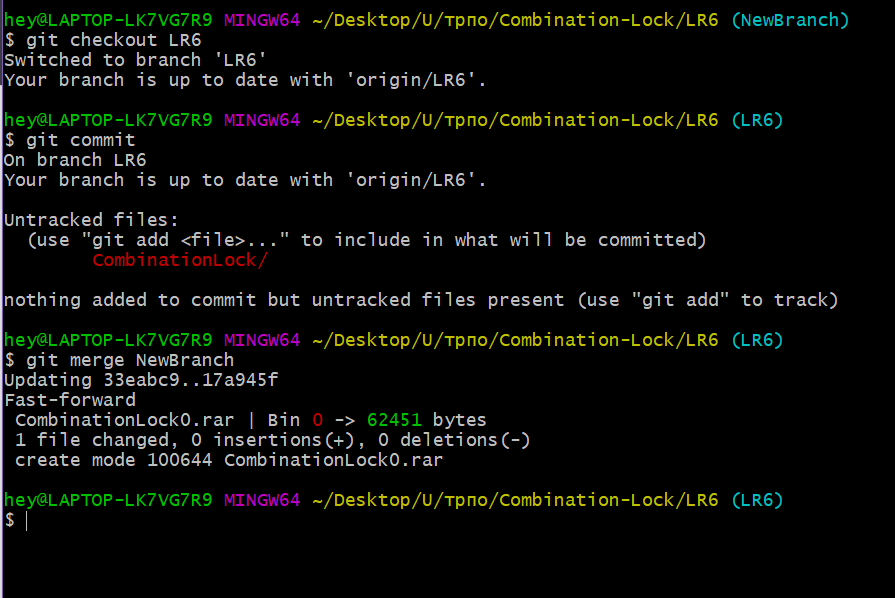 hey@LAPTOP-LK7VG7R9 MINGW64 ~/Desktop/U/трпо/Combination-Lock/LR6 (NewBranch)
$ git checkout LR6
Switched to branch 'LR6'
Your branch is up to date with 'origin/LR6'.
hey@LAPTOP-LK7VG7R9 MINGW64 ~/Desktop/U/трпо/Combination-Lock/LR6 (LR6)
$ git commit
On branch LR6
Your branch is up to date with 'origin/LR6'.
Untracked files:
(use "git add <file>..." to include in what will be committed)
CombinationLock/
nothing added to commit but untracked files present (use "git add" to track)
hey@LAPTOP-LK7VG7R9 MINGW64 ~/Desktop/U/трпо/Combination-Lock/LR6 (LR6)
$ git merge NewBranch
Updating 33eabc9..17a945f
Fast-forward
CombinationLock0.rar | Bin 0 -> 62451 bytes
1 file changed, 0 insertions(+), 0 deletions(-)
create mode 100644 CombinationLock0.rar
hey@LAPTOP-LK7VG7R9 MINGW64 ~/Desktop/U/трпо/Combination-Lock/LR6 (LR6)
$